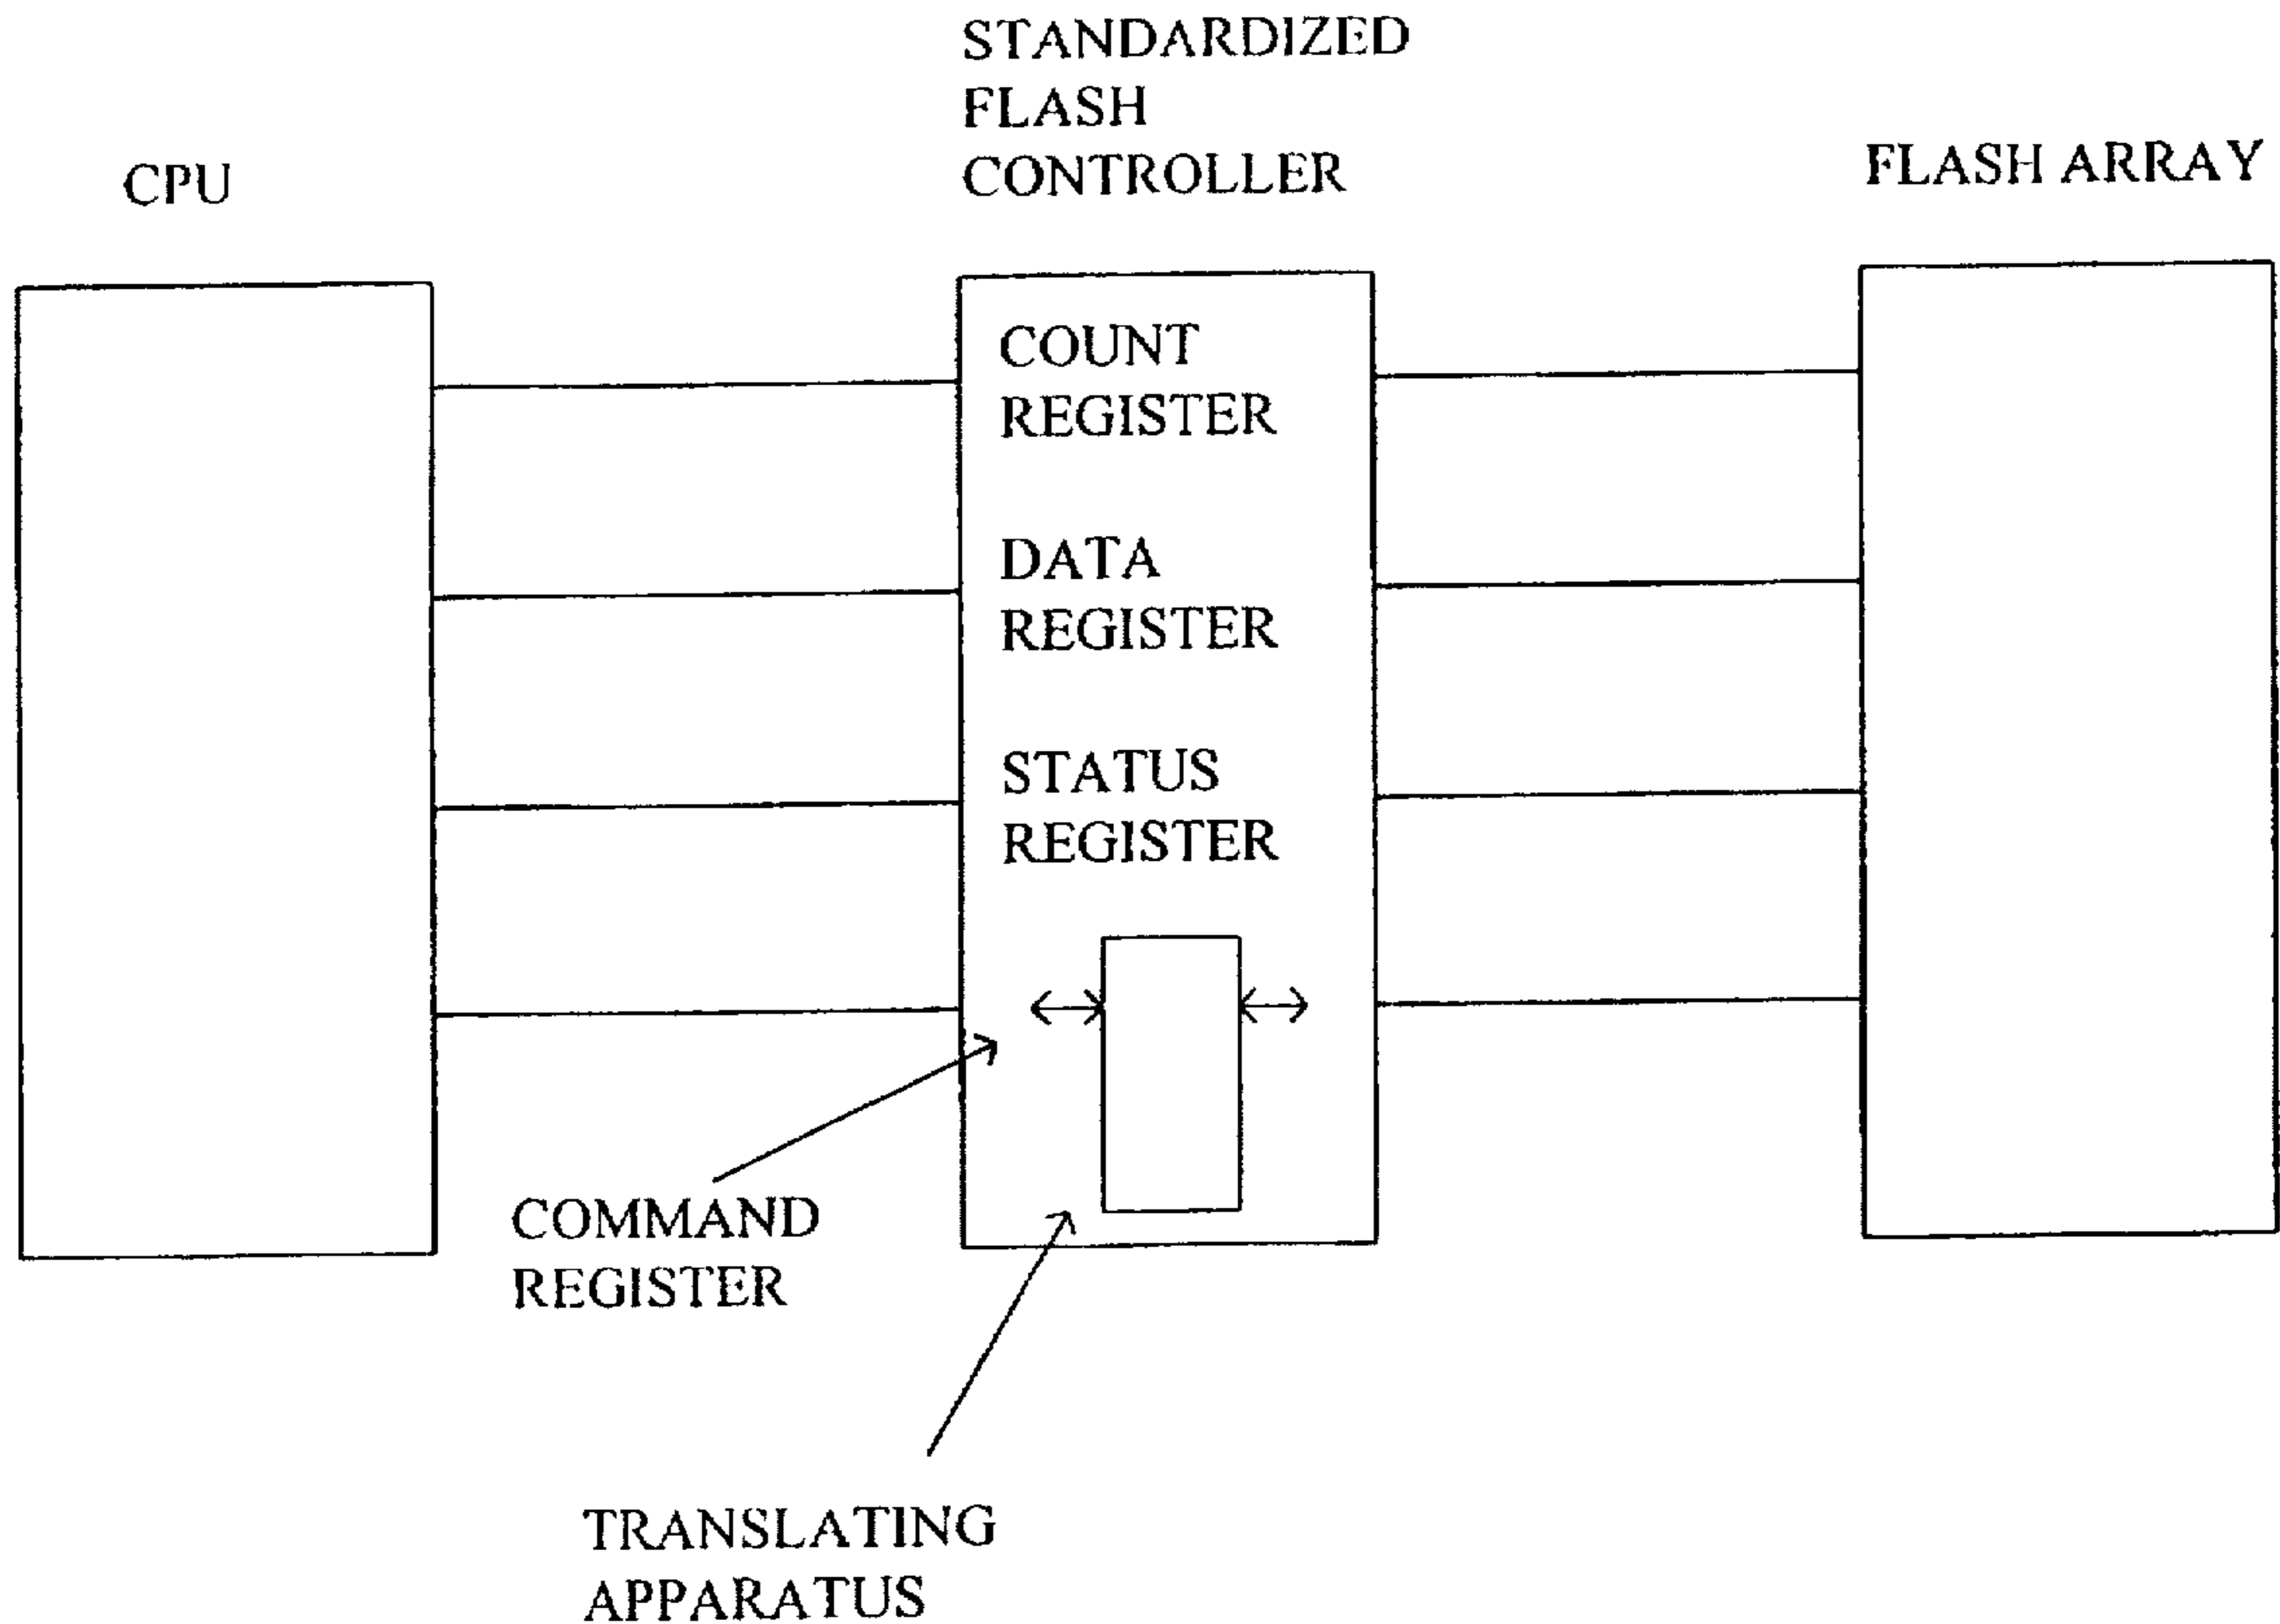 STANDARDIZED
FLASH
CONTROLLER
CPU
FLASH ARRAY
COUNT
REGISTER
DATA
REGISTER
STATUS
REGISTER
COMMAND
REGISTER
TRANSLATING
APPARATUS